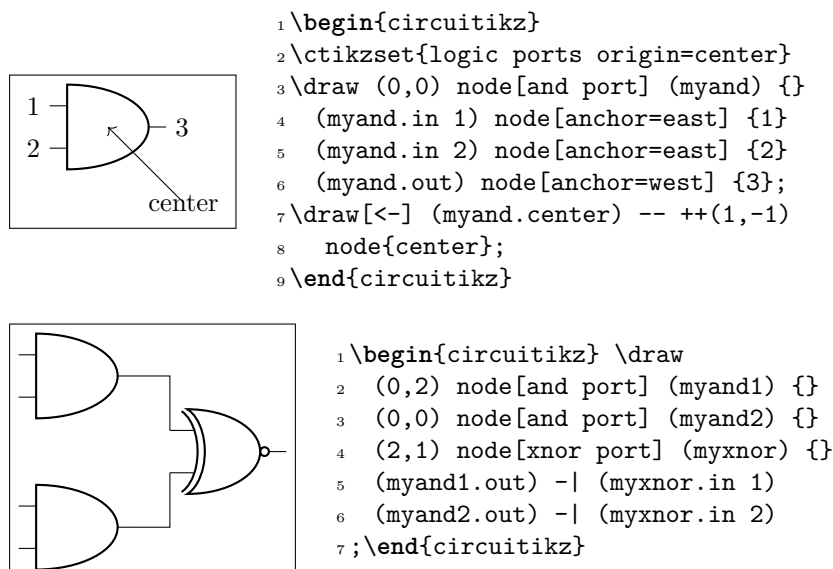 1
2
3
center
1 \begin{circuitikz}
2 \ctikzset{logic ports origin=center}
3 \draw (0,0) node[and port] (myand) {}
4   (myand.in 1) node[anchor=east] {1}
5   (myand.in 2) node[anchor=east] {2}
6   (myand.out) node[anchor=west] {3};
7 \draw[<-] (myand.center) -- ++(1,-1)
8    node{center};
9 \end{circuitikz}
1 \begin{circuitikz} \draw
2   (0,2) node[and port] (myand1) {}
3   (0,0) node[and port] (myand2) {}
4   (2,1) node[xnor port] (myxnor) {}
5   (myand1.out) -| (myxnor.in 1)
6   (myand2.out) -| (myxnor.in 2)
7 ;\end{circuitikz}